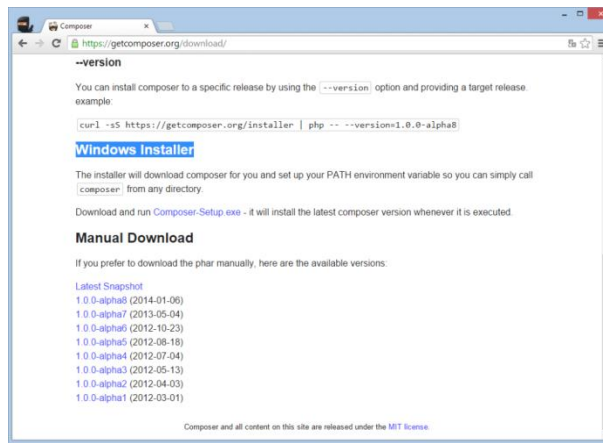 Composer
https://getcomposer.org/download/
--version
You can install composer to a specific release by using the --version option and providing a target release.
example:
curl -sS https://getcomposer.org/installer | php -- --version=1.0.0-alpha8
Windows Installer
The installer will download composer for you and set up your PATH environment variable so you can simply call
composer from any directory.
Download and run Composer-Setup.exe - it will install the latest composer version whenever it is executed.
Manual Download
If you prefer to download the phar manually, here are the available versions:
Latest Snapshot
1.0.0-alpha8 (2014-01-06)
1.0.0-alpha7 (2013-05-04)
1.0.0-alpha6 (2012-10-23)
1.0.0-alpha5 (2012-08-18)
1.0.0-alpha4 (2012-07-04)
1.0.0-alpha3 (2012-05-13)
1.0.0-alpha2 (2012-04-03)
1.0.0-alpha1 (2012-03-01)
Composer and all content on this site are released under the MIT license.